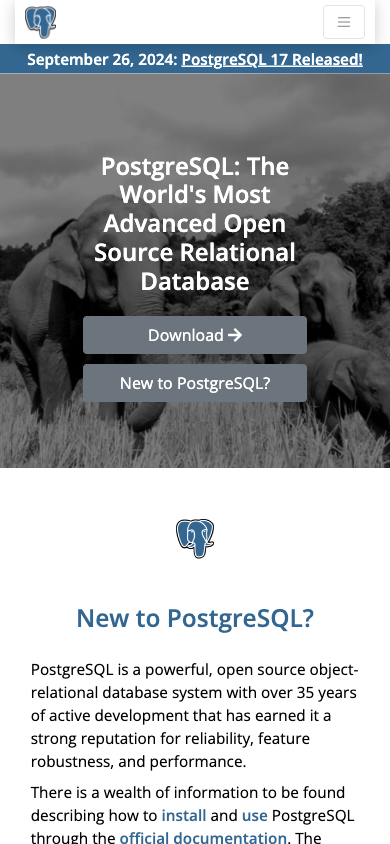 September 26, 2024: PostgreSQL 17 Released!
PostgreSQL: The
World's Most
Advanced Open
Source Relational
Database
Download
New to PostgreSQL?
New to PostgreSQL?
PostgreSQL is a powerful, open source object-
relational database system with over 35 years
of active development that has earned it a
strong reputation for reliability, feature
robustness, and performance.
There is a wealth of information to be found
describing how to install and use PostgreSQL
through the official documentation. The